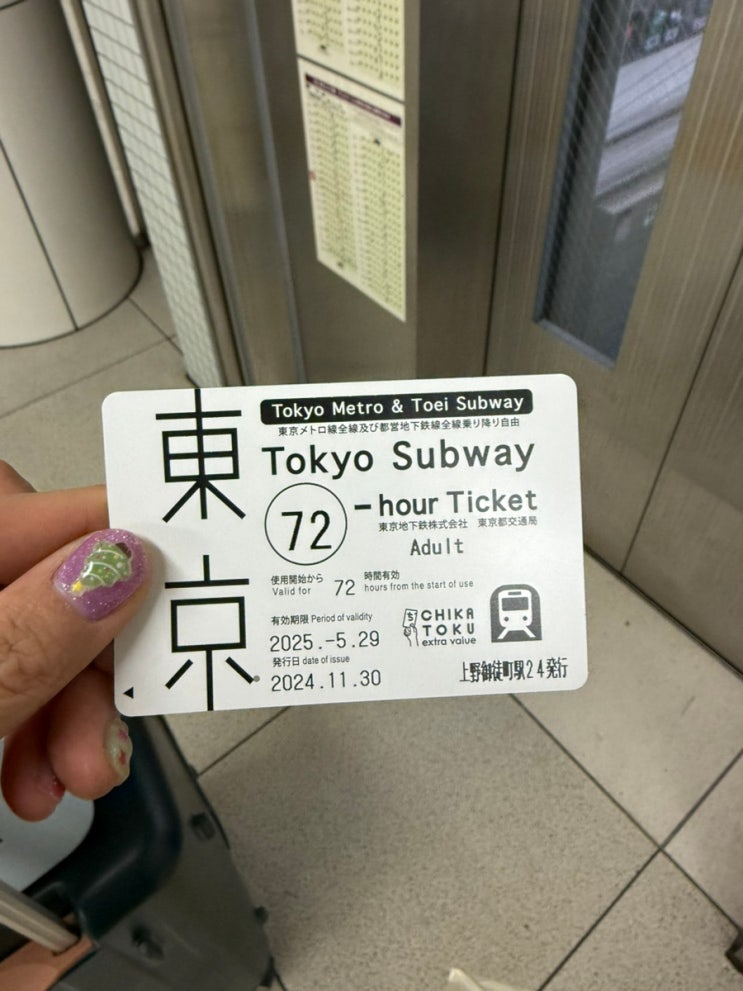 東京
Tokyo Metro & Toei Subway
東京メトロ線全線及び都営地下鉄線全線乗り降り自由
Tokyo Subway
72-hour Ticket
東京地下鉄株式会社 東京都交通局
Adult
使用開始から 72 時間有効
Valid for hours from the start of use
有効期限 Period of validity
2025.-5.29
発行日 date of issue
2024.11.30
ち
CHIKA
TOKU
extra value
上野御徒町駅24発行